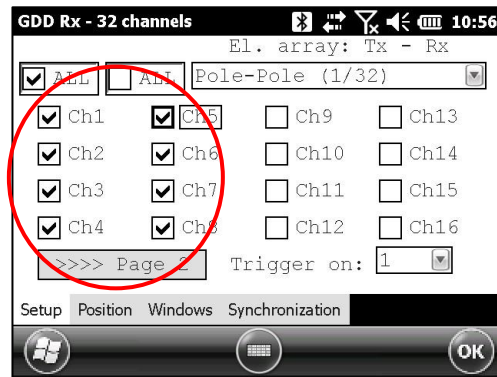 GDD Rx - 32 channels 10:56
El. array: Tx - Rx
ALL ALL Pole-Pole (1/32)
Ch1 Ch5 Ch9 Ch13
Ch2 Ch6 Ch10 Ch14
Ch3 Ch7 Ch11 Ch15
Ch4 Ch8 Ch12 Ch16
>>>> Page 2 Trigger on: 1
Setup Position Windows Synchronization
OK